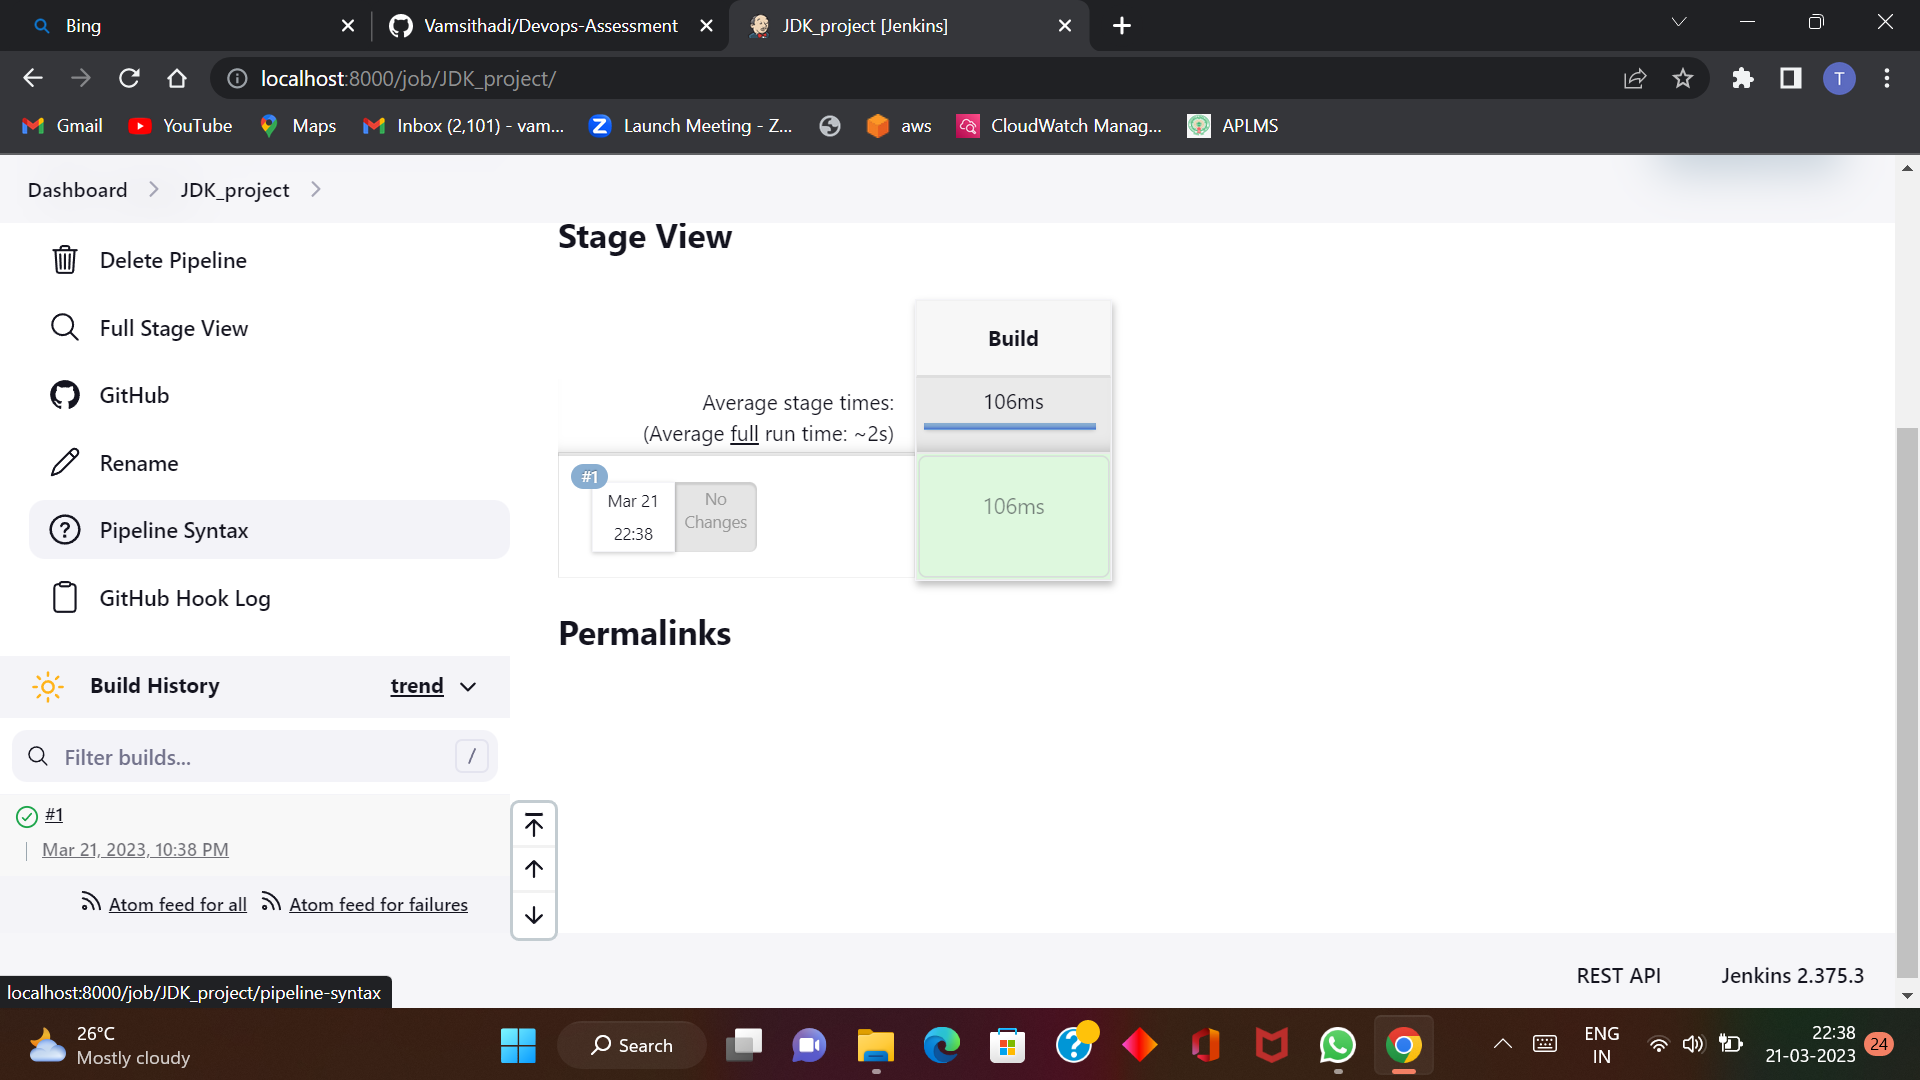 Bing
Vamsithadi/Devops-Assessment
JDK_project [Jenkins]
localhost:8000/job/JDK_project/
T
Gmail
YouTube
Maps
Inbox (2,101) - vam...
Launch Meeting - Z...
aws
CloudWatch Manag...
APLMS
Dashboard
JDK_project
Delete Pipeline
Full Stage View
GitHub
Rename
Pipeline Syntax
GitHub Hook Log
Build History
trend
Filter builds...
/
#1
Mar 21, 2023, 10:38 PM
Atom feed for all
Atom feed for failures
Stage View
Build
Average stage times:
(Average full run time: ~2s)
106ms
#1
Mar 21
22:38
No
Changes
106ms
Permalinks
REST API
Jenkins 2.375.3
localhost:8000/job/JDK_project/pipeline-syntax
26°C
Mostly cloudy
Search
ENG
IN
22:38
21-03-2023
24